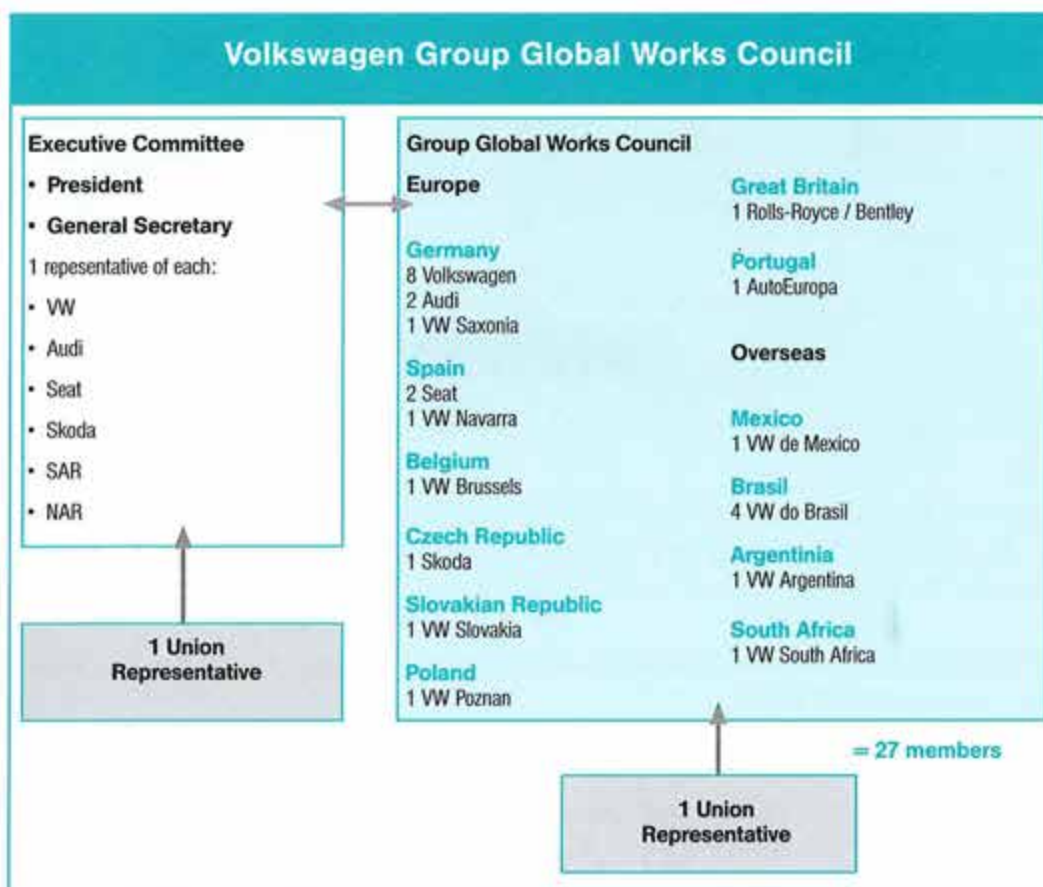 Volkswagen Group Global Works Council
Executive Committee
• President
• General Secretary
1 repesentative of each:
• VW
• Audi
• Seat
• Skoda
• SAR
• NAR
1 Union
Representative
Group Global Works Council
Europe
Germany
8 Volkswagen
2 Audi
1 VW Saxonia
Spain
2 Seat
1 VW Navarra
Belgium
1 VW Brussels
Czech Republic
1 Skoda
Slovakian Republic
1 VW Slovakia
Poland
1 VW Poznan
Great Britain
1 Rolls-Royce / Bentley
Portugal
1 AutoEuropa
Overseas
Mexico
1 VW de Mexico
Brasil
4 VW do Brasil
Argentinia
1 VW Argentina
South Africa
1 VW South Africa
= 27 members
1 Union
Representative